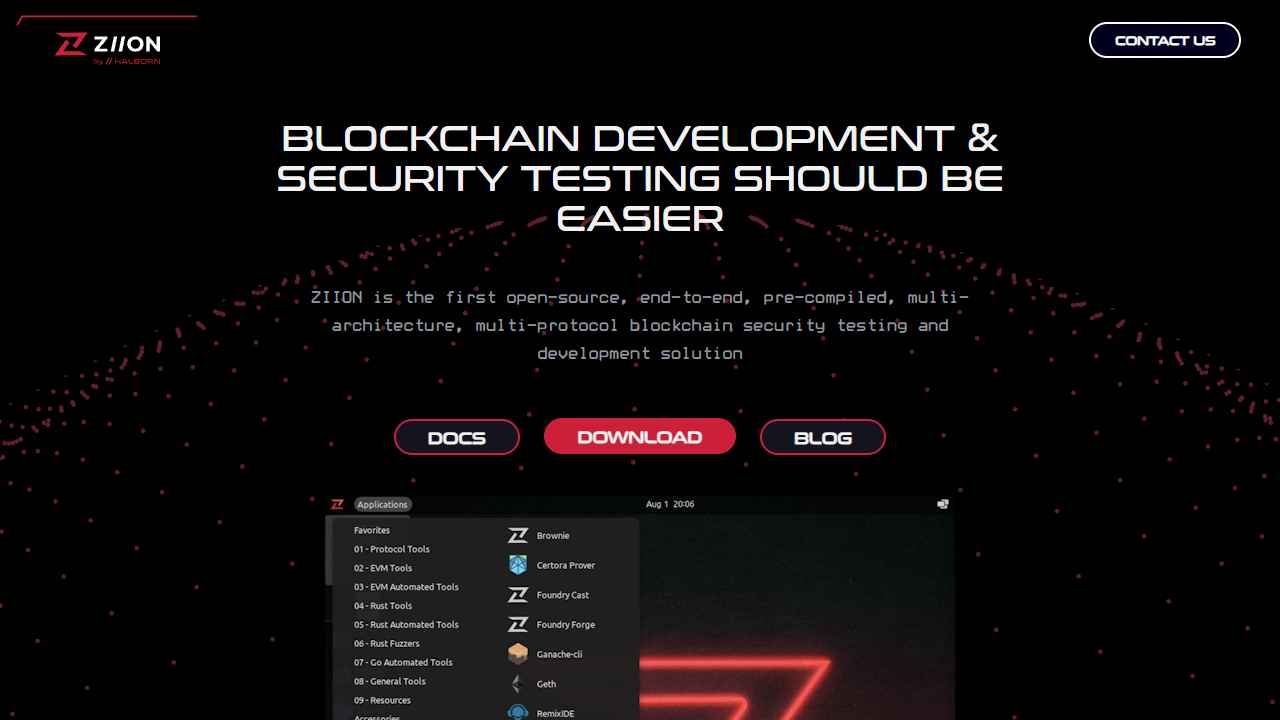 ZIION
By // HALBORN
CONTACT US
BLOCKCHAIN DEVELOPMENT &
SECURITY TESTING SHOULD BE
EASIER
ZIION is the first open-source, end-to-end, pre-compiled, multi-
architecture, multi-protocol blockchain security testing and
development solution
DOCS
DOWNLOAD
BLOG
Applications
Aug 1 20:06
Favorites
01 - Protocol Tools
02 - EVM Tools
03 - EVM Automated Tools
04 - Rust Tools
05 - Rust Automated Tools
06 - Rust Fuzzers
07 - Go Automated Tools
08 - General Tools
09 - Resources
Accessories
Brownie
Certora Prover
Foundry Cast
Foundry Forge
Ganache-cli
Geth
RemixIDE